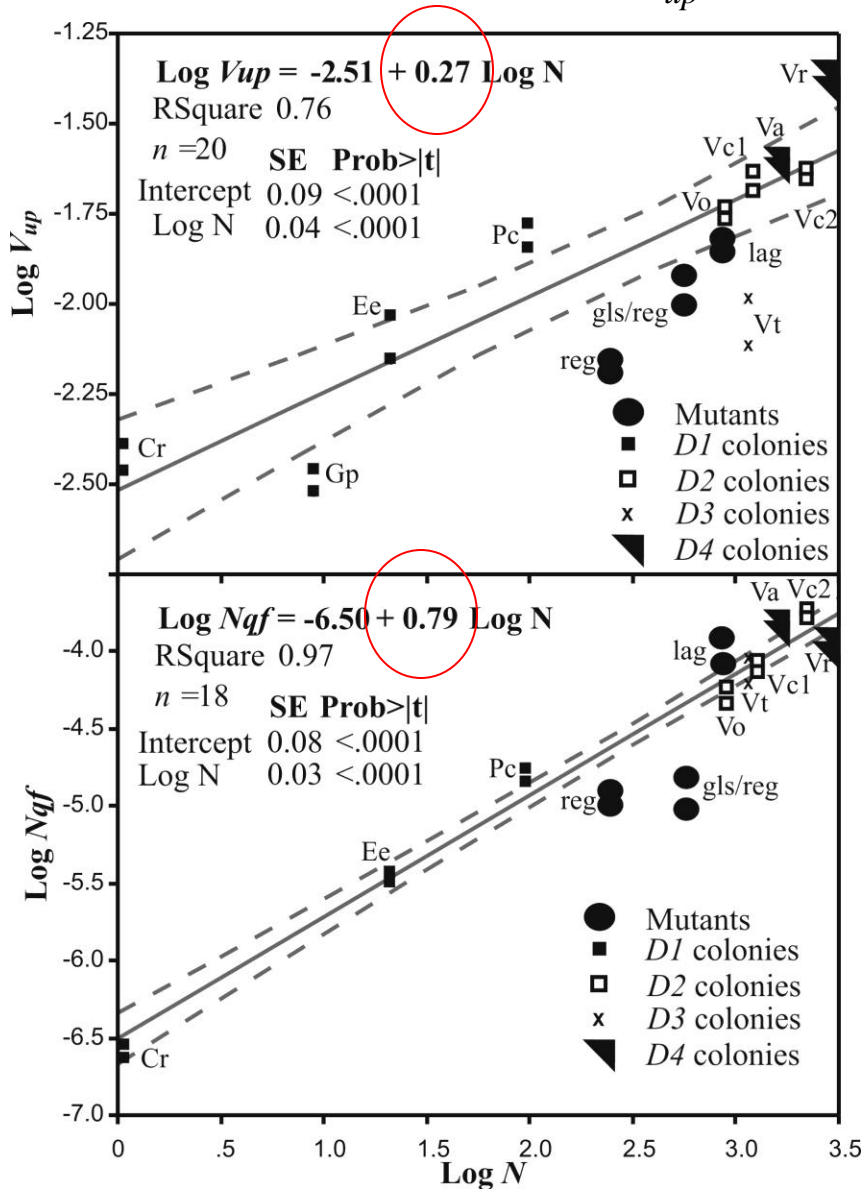 up
-1.25
Log Vup = -2.51 + 0.27 Log N
RSquare 0.76
n =20
SE Prob>|t|
Intercept 0.09 <.0001
Log N 0.04 <.0001
Vr
Va
Vc1
-1.50
Vo
Vc2
-1.75
Pc
lag
Log Vup
-2.00
Ee
gls/reg
Vt
-2.25
reg
Cr
Gp
-2.50
Mutants
D1 colonies
D2 colonies
D3 colonies
D4 colonies
Log Nqf = -6.50 + 0.79 Log N
RSquare 0.97
n =18
SE Prob>|t|
Intercept 0.08 <.0001
Log N 0.03 <.0001
Va Vc2
-4.0
lag
Vr
Vc1
Vt
Vo
-4.5
Pc
gls/reg
reg
-5.0
Log Nqf
Ee
-5.5
-6.0
-6.5
Cr
-7.0
Mutants
D1 colonies
D2 colonies
D3 colonies
D4 colonies
0 .5 1.0 1.5 2.0 2.5 3.0 3.5
Log N